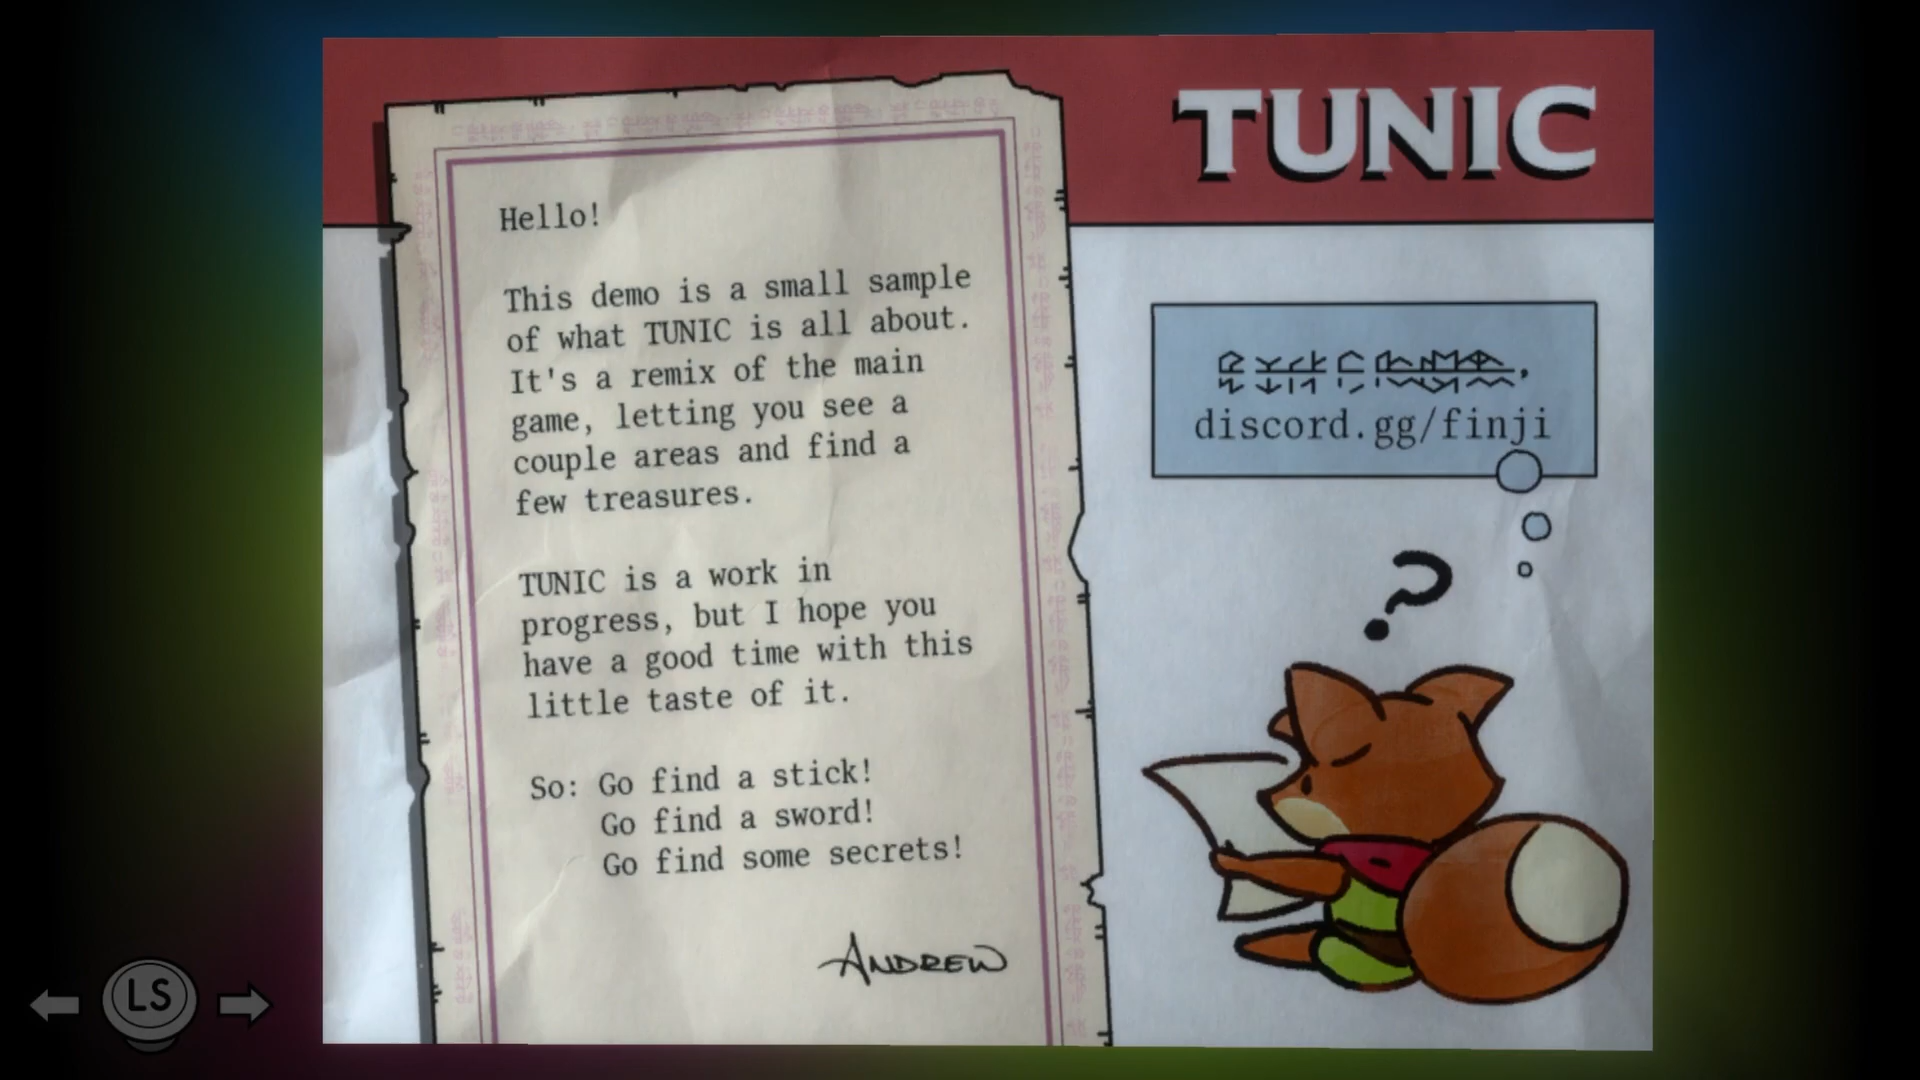 TUNIC
Hello!
This demo is a small sample
of what TUNIC is all about.
It's a remix of the main
game, letting you see a
couple areas and find a
few treasures.
TUNIC is a work in
progress, but I hope you
have a good time with this
little taste of it.
So: Go find a stick!
Go find a sword!
Go find some secrets!
ANDREW
discord.gg/finji
?
LS